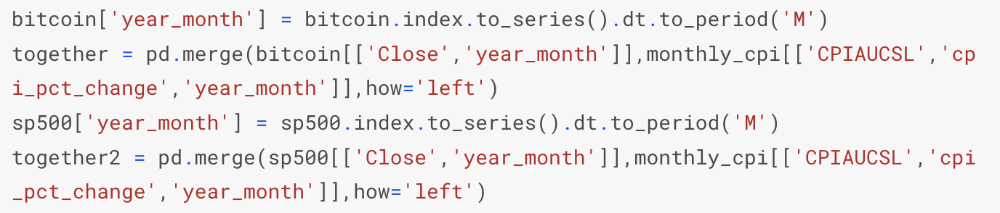 bitcoin['year_month'] = bitcoin.index.to_series().dt.to_period('M')
together = pd.merge(bitcoin[['Close','year_month']],monthly_cpi[['CPIAUCSL','cp
i_pct_change','year_month']],how='left')
sp500['year_month'] = sp500.index.to_series().dt.to_period('M')
together2 = pd.merge(sp500[['Close','year_month']],monthly_cpi[['CPIAUCSL','cpi
_pct_change','year_month']],how='left')